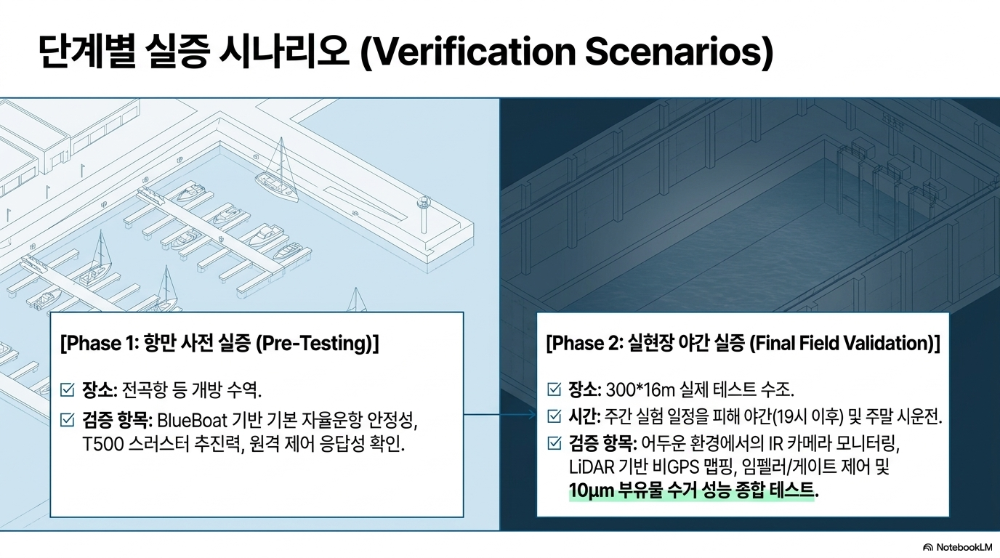 단계별 실증 시나리오 (Verification Scenarios)
[Phase 1: 항만 사전 실증 (Pre-Testing)]
장소: 전곡항 등 개방 수역.
검증 항목: BlueBoat 기반 기본 자율운항 안정성,
T500 스러스터 추진력, 원격 제어 응답성 확인.
[Phase 2: 실현장 야간 실증 (Final Field Validation)]
장소: 300*16m 실제 테스트 수조.
시간: 주간 실험 일정을 피해 야간(19시 이후) 및 주말 시운전.
검증 항목: 어두운 환경에서의 IR 카메라 모니터링,
LiDAR 기반 비GPS 맵핑, 임펠러/게이트 제어 및
10μm 부유물 수거 성능 종합 테스트.
NotebookLM